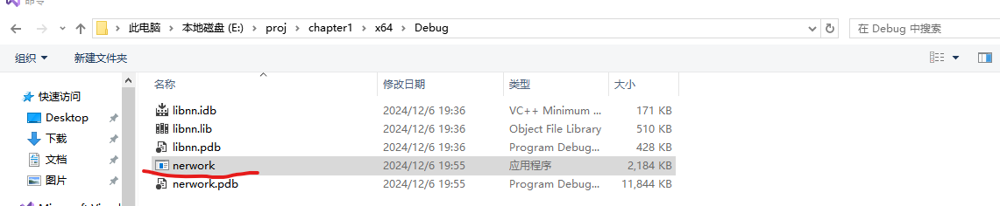 命令
此电脑 > 本地磁盘 (E:) > proj > chapter1 > x64 > Debug
在 Debug 中搜索
组织 新建文件夹
名称 修改日期 类型 大小
快速访问
Desktop
下载
文档
图片
libnn.idb 2024/12/6 19:36 VC++ Minimum ... 171 KB
libnn.lib 2024/12/6 19:36 Object File Library 510 KB
libnn.pdb 2024/12/6 19:36 Program Debug... 428 KB
nerwork 2024/12/6 19:55 应用程序 2,184 KB
nerwork.pdb 2024/12/6 19:55 Program Debug... 11,844 KB